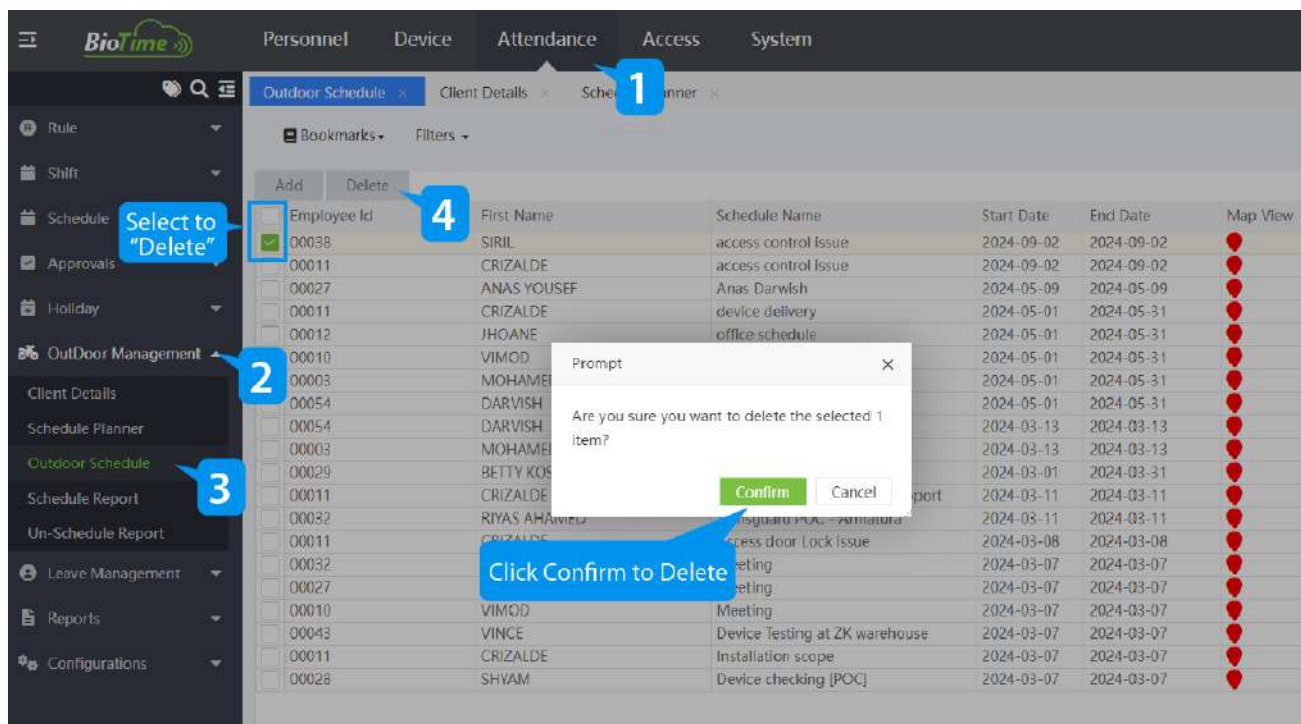 BioTime Personnel Device Attendance Access System
1
Outdoor Schedule × Client Details × × 
Bookmarks Filters
Rule
Shift
Schedule
Approvals
Holiday
OutDoor Management
Client Details
Schedule Planner
Outdoor Schedule
Schedule Report
Un-Schedule Report
Leave Management
Reports
Configurations
2
3
Add Delete
4
Select to
"Delete"
Employee Id First Name Schedule Name Start Date End Date Map View
00038 SIRIL access control issue 2024-09-02 2024-09-02
00011 CRIZALDE access control issue 2024-09-02 2024-09-02
00027 ANAS YOUSEF Anas Darwish 2024-05-09 2024-05-09
00011 CRIZALDE device delivery 2024-05-01 2024-05-31
00012 JHOANE office schedule 2024-05-01 2024-05-31
00010 VIMOD 2024-05-01 2024-05-31
00003 2024-05-01 2024-05-31
00054 DARVISH 2024-05-01 2024-05-31
00054 DARVISH 2024-03-13 2024-03-13
00003 2024-03-13 2024-03-13
00029 BETTY 2024-03-01 2024-03-31
00011 CRIZALDE 2024-03-11 2024-03-11
00032 RIYAS AHAMED POC - Armatura 2024-03-11 2024-03-11
00011 door Lock issue 2024-03-08 2024-03-08
00032 2024-03-07 2024-03-07
00027 2024-03-07 2024-03-07
00010 VIMOD Meeting 2024-03-07 2024-03-07
00043 VINCE Device Testing at ZK warehouse 2024-03-07 2024-03-07
00011 CRIZALDE Installation scope 2024-03-07 2024-03-07
00028 SHYAM Device checking [POC] 2024-03-07 2024-03-07
Prompt ×
Are you sure you want to delete the selected 1
item?
Confirm Cancel
Click Confirm to Delete